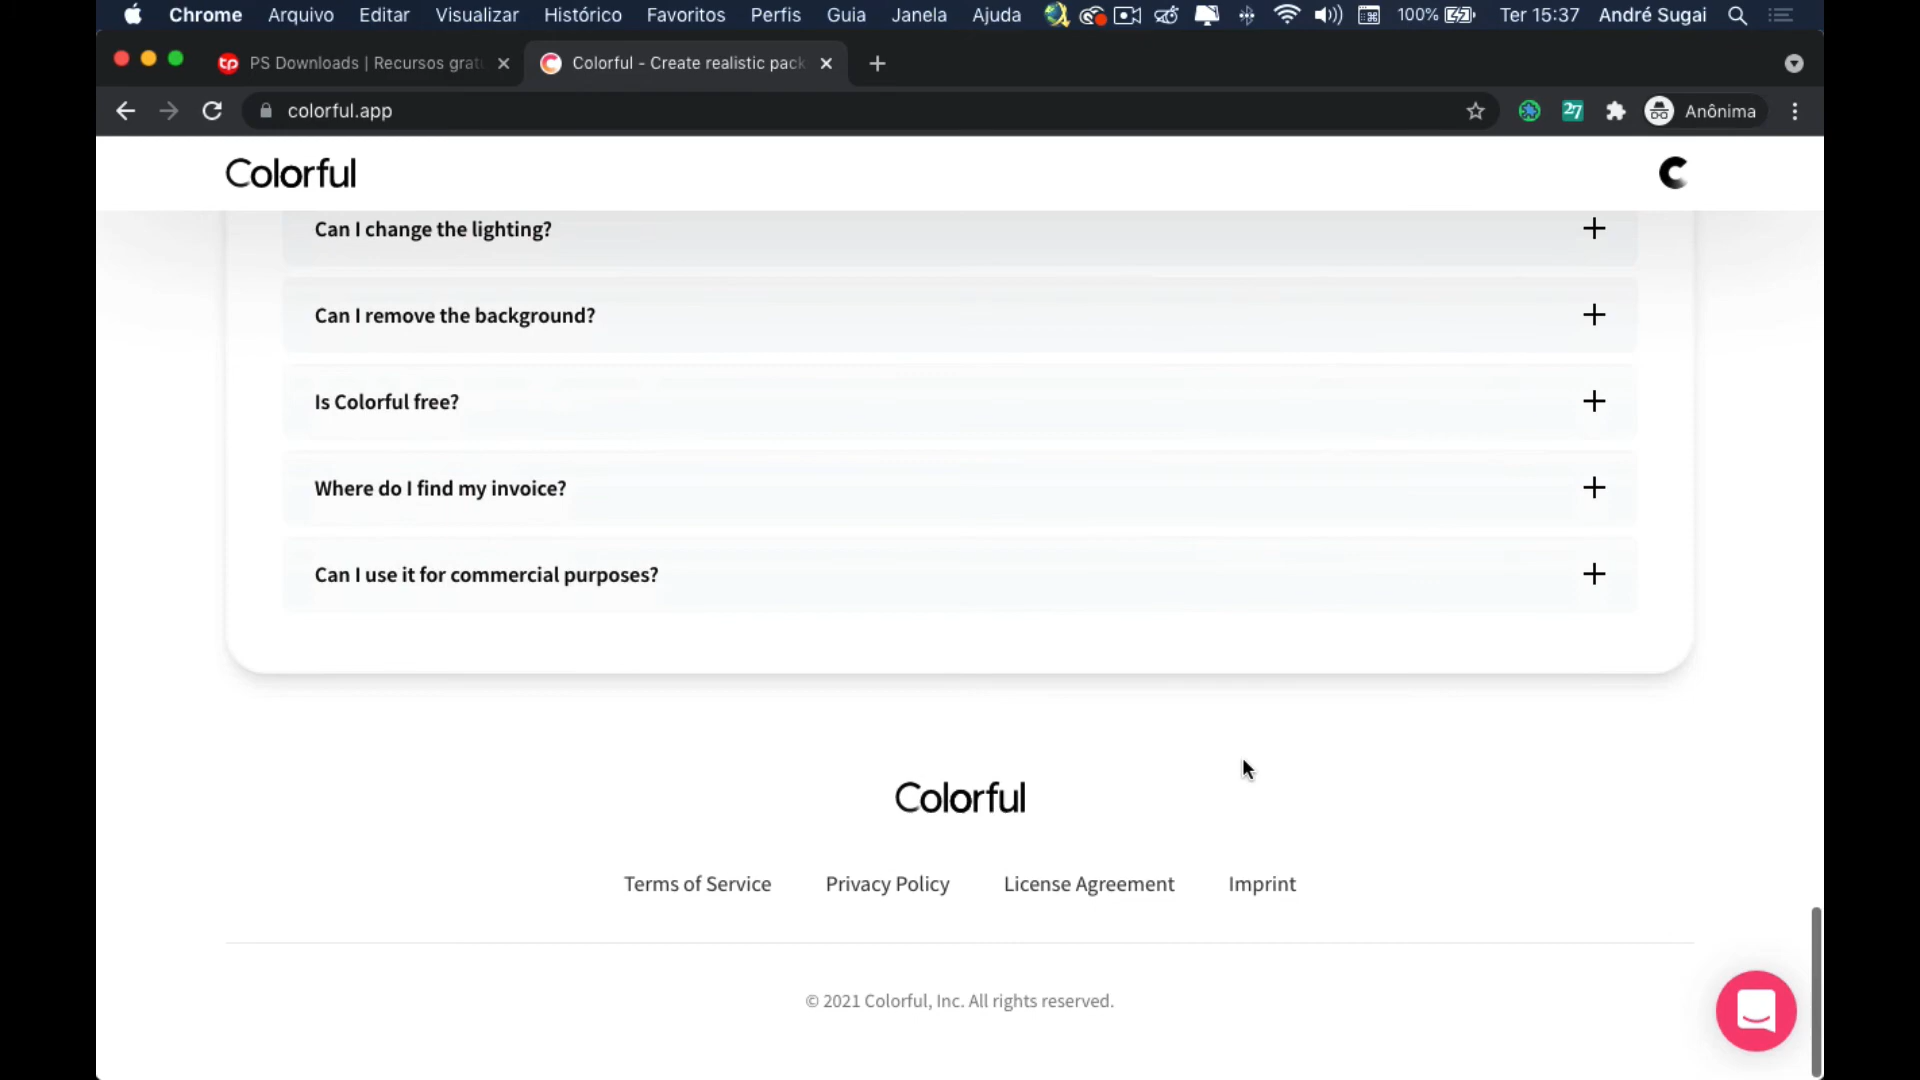 Chrome Arquivo Editar Visualizar Histórico Favoritos Perfis Guia Janela Ajuda 100% Ter 15:37 André Sugai
tp PS Downloads | Recursos grat Colorful - Create realistic pack
colorful.app 27 Anônima
Colorful C
Can I change the lighting?
Can I remove the background?
Is Colorful free?
Where do I find my invoice?
Can I use it for commercial purposes?
Colorful
Terms of Service Privacy Policy License Agreement Imprint
© 2021 Colorful, Inc. All rights reserved.